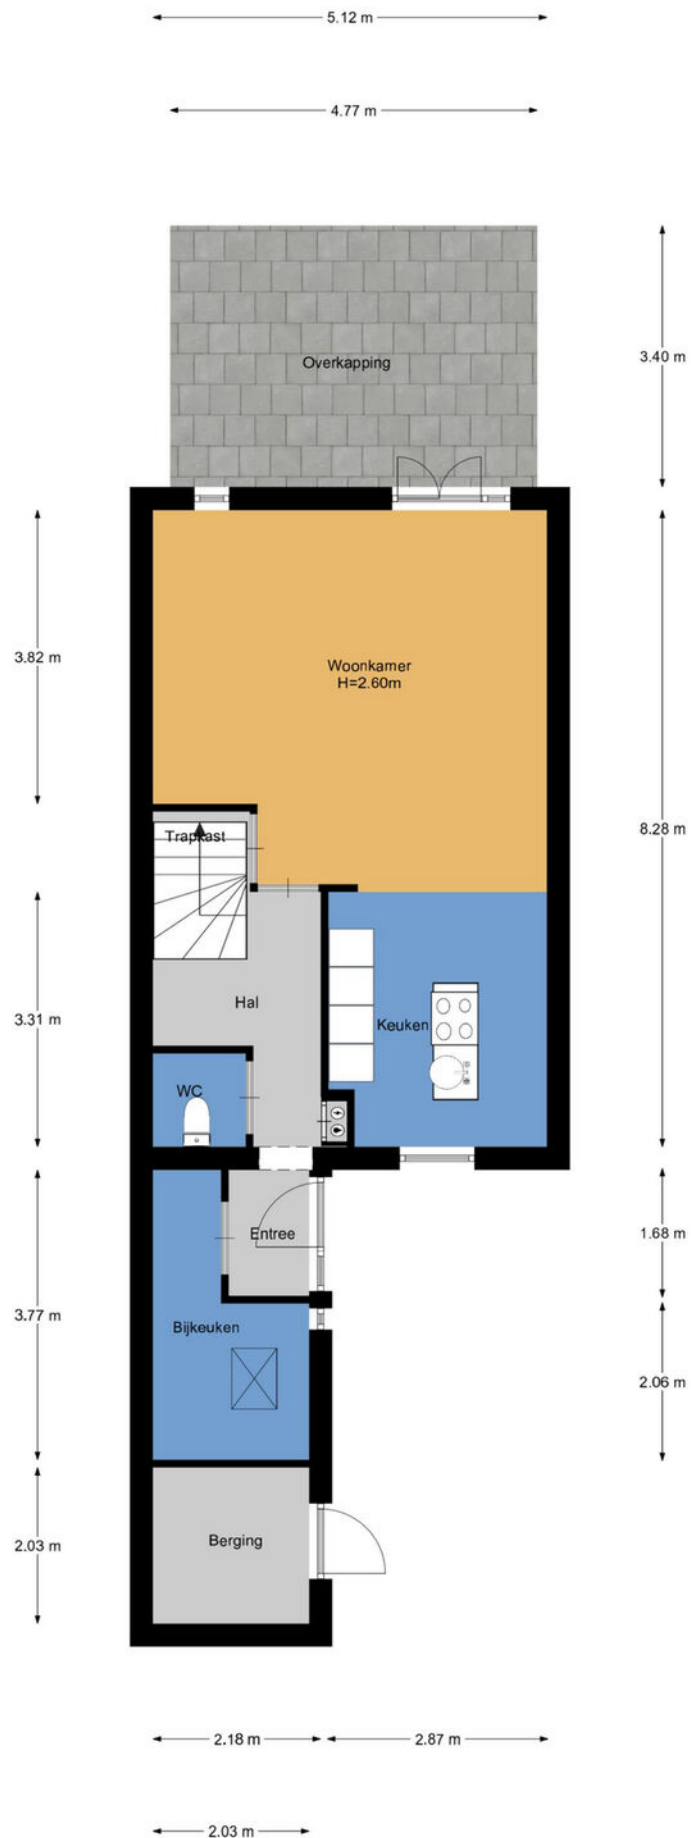 5.12 m
4.77 m
3.40 m
Overkapping
3.82 m
Woonkamer
H=2.60m
8.28 m
Trapkast
3.31 m
Hal
Keuken
WC
1.68 m
Entree
3.77 m
Bijkeuken
2.06 m
2.03 m
Berging
2.18 m
2.87 m
2.03 m